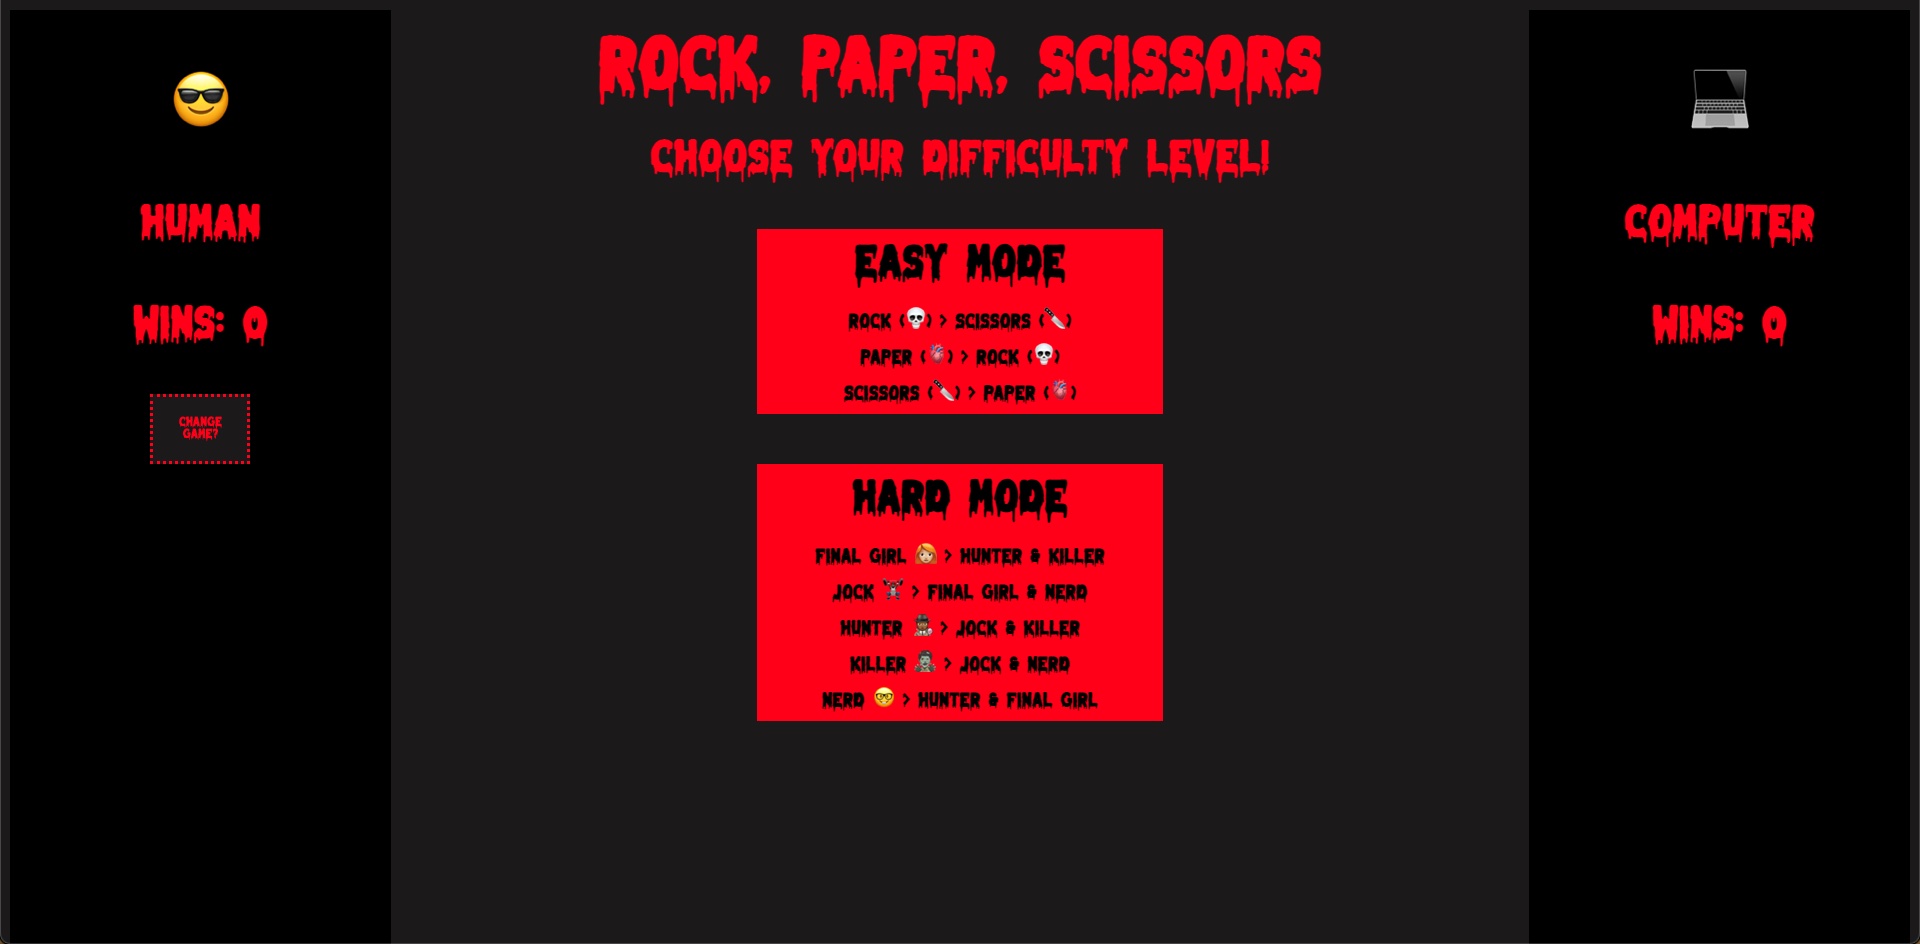 ROCK, PAPER, SCISSORS
CHOOSE YOUR DIFFICULTY LEVEL!
HUMAN
WINS: 0
CHANGE
GAME?
EASY MODE
ROCK (💀) > SCISSORS (🔪)
PAPER (🫀) > ROCK (💀)
SCISSORS (🔪) > PAPER (🫀)
HARD MODE
FINAL GIRL 👩🏼‍🦰 > HUNTER & KILLER
JOCK 🏋 > FINAL GIRL & NERD
HUNTER 🕵 > JOCK & KILLER
KILLER 🧟 > JOCK & NERD
NERD 🤓 > HUNTER & FINAL GIRL
COMPUTER
WINS: 0